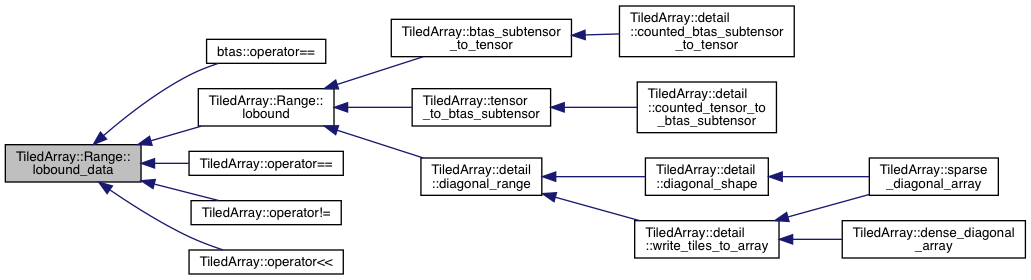 TiledArray::Range::
lobound_data
btas::operator==
TiledArray::Range::
lobound
TiledArray::operator==
TiledArray::operator!=
TiledArray::operator<<
TiledArray::btas_subtensor
_to_tensor
TiledArray::tensor
_to_btas_subtensor
TiledArray::detail
::diagonal_range
TiledArray::detail
::counted_btas_subtensor
_to_tensor
TiledArray::detail
::counted_tensor_to
_btas_subtensor
TiledArray::detail
::diagonal_shape
TiledArray::detail
::write_tiles_to_array
TiledArray::sparse
_diagonal_array
TiledArray::dense_diagonal
_array